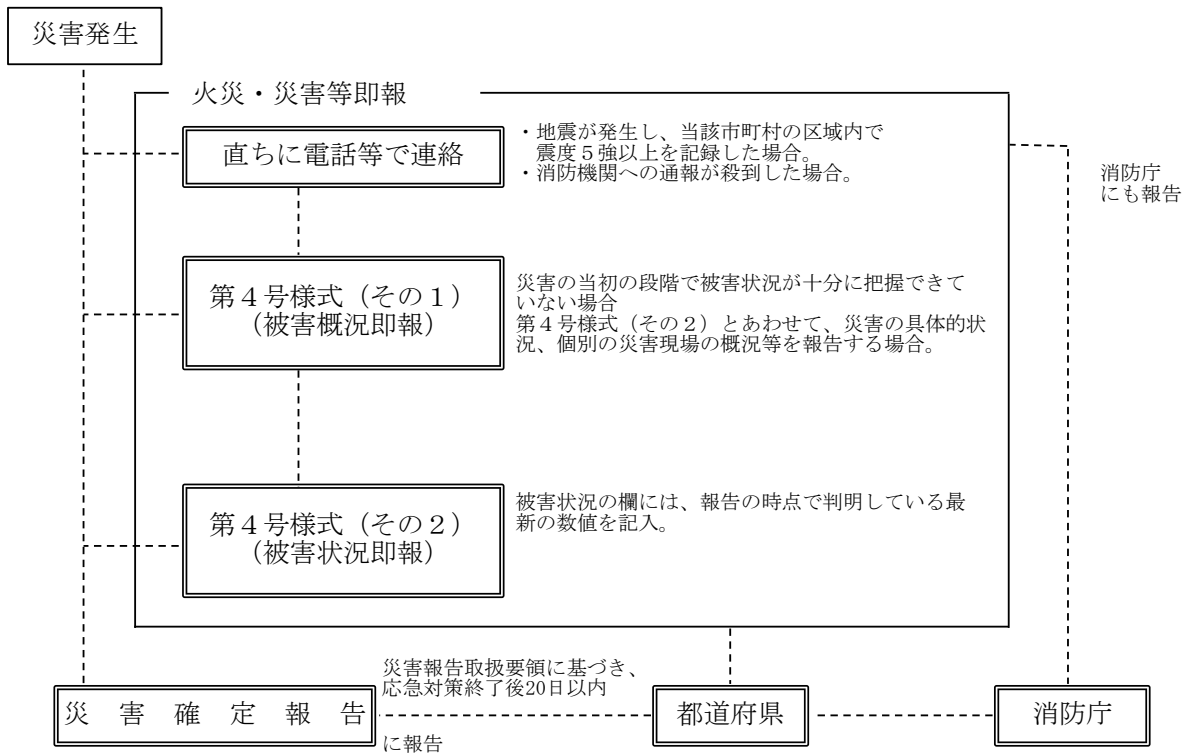 災害発生
火災・災害等即報
直ちに電話等で連絡
・地震が発生し、当該市町村の区域内で
震度５強以上を記録した場合。
・消防機関への通報が殺到した場合。
消防庁
にも報告
第４号様式（その１）
（被害概況即報）
災害の当初の段階で被害状況が十分に把握できて
いない場合
第４号様式（その２）とあわせて、災害の具体的状
況、個別の災害現場の概況等を報告する場合。
第４号様式（その２）
（被害状況即報）
被害状況の欄には、報告の時点で判明している最
新の数値を記入。
災害報告取扱要領に基づき、
応急対策終了後20日以内
災　害　確　定　報　告
に報告
都道府県
消防庁